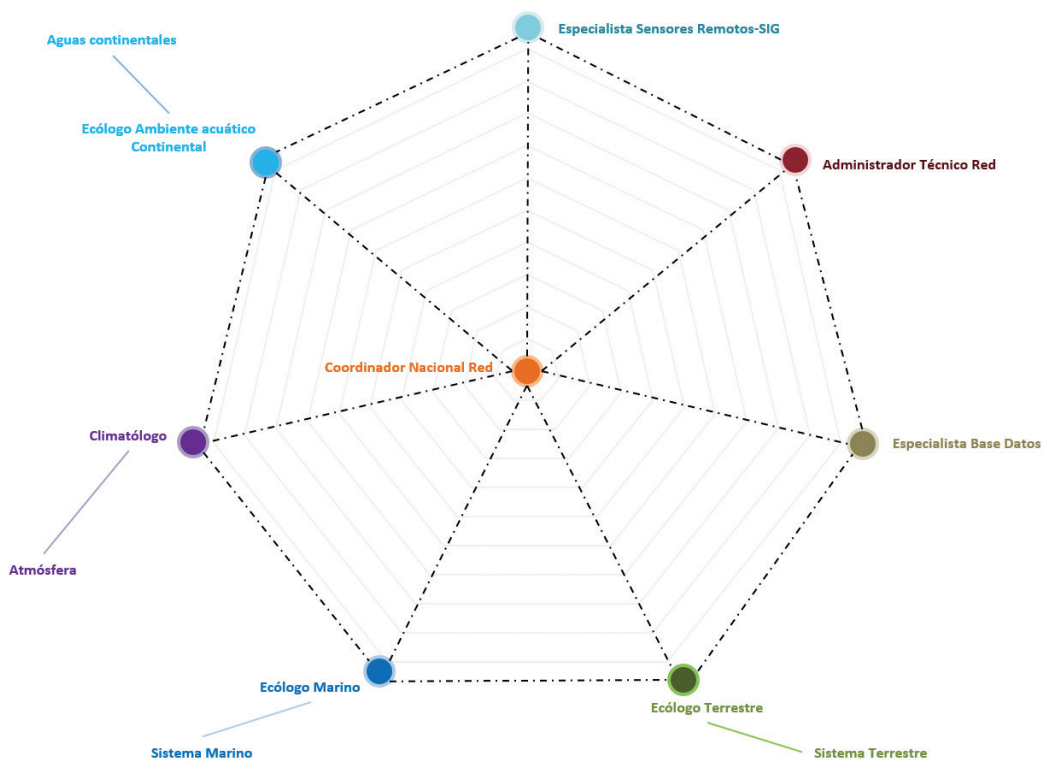 Especialista Sensores Remotos-SIG
Aguas continentales
Ecólogo Ambiente acuático
Continental
Administrador Técnico Red
Coordinador Nacional Red
Climatólogo
Especialista Base Datos
Atmósfera
Ecólogo Marino
Ecólogo Terrestre
Sistema Marino
Sistema Terrestre